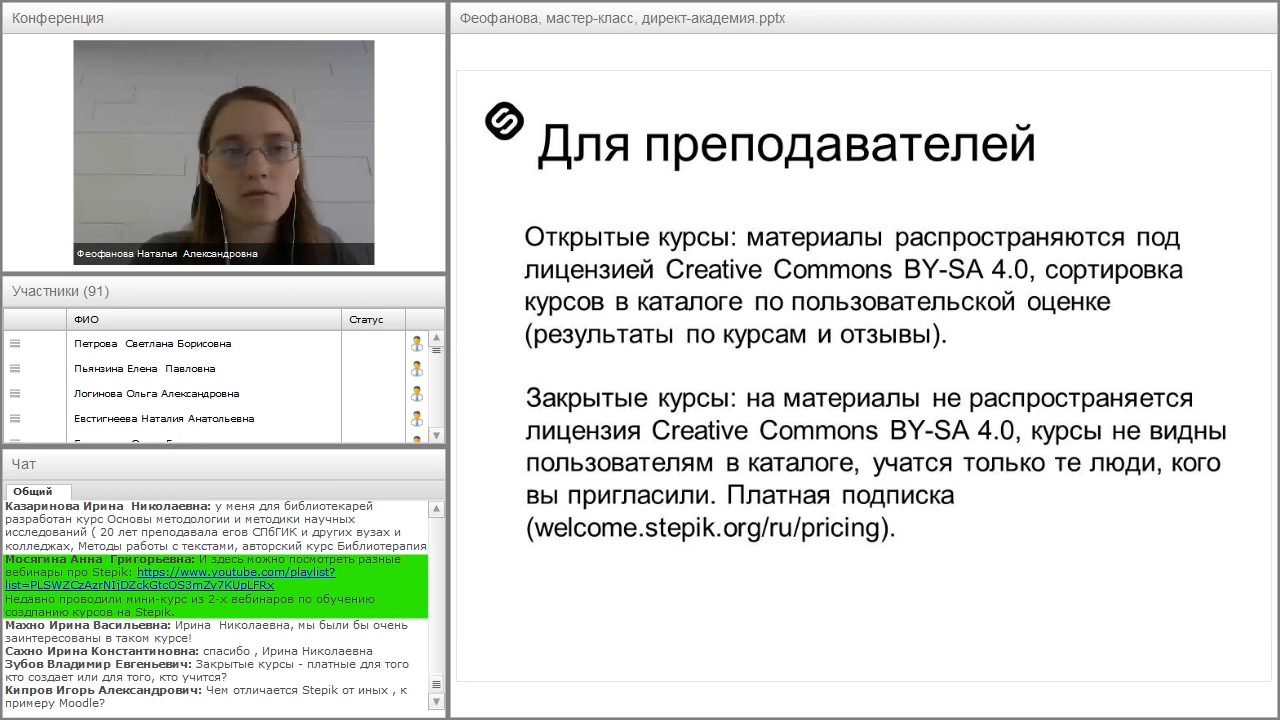 Конференция
Феофанова Наталья Александровна
Участники (91)
ФИО
Статус
Петрова Светлана Борисовна
Пьянзина Елена Павловна
Логинова Ольга Александровна
Евстигнеева Наталия Анатольевна
Чат
Общий
Казаринова Ирина Николаевна: у меня для библиотекарей
разработан курс Основы методологии и методики научных
исследований ( 20 лет преподавала егов СПбГИК и других вузах и
колледжах, Методы работы с текстами, авторский курс Библиотерапия
Мосягина Анна Григорьевна: И здесь можно посмотреть разные
вебинары про Stepik: https://www.youtube.com/playlist?
list=PLSWZCzAzrNIjDZckGtcOS3mZy7KUpLFRx
Недавно проводили мини-курс из 2-х вебинаров по обучению
создланию курсов на Stepik.
Махно Ирина Васильевна: Ирина Николаевна, мы были бы очень
заинтересованы в таком курсе!
Сахно Ирина Константиновна: спасибо , Ирина Николаевна
Зубов Владимир Евгеньевич: Закрытые курсы - платные для того
кто создает или для того, кто учится?
Кипров Игорь Александрович: Чем отличается Stepik от иных , к
примеру Moodle?
Феофанова, мастер-класс, директ-академия.pptx
Для преподавателей
Открытые курсы: материалы распространяются под
лицензией Creative Commons BY-SA 4.0, сортировка
курсов в каталоге по пользовательской оценке
(результаты по курсам и отзывы).
Закрытые курсы: на материалы не распространяется
лицензия Creative Commons BY-SA 4.0, курсы не видны
пользователям в каталоге, учатся только те люди, кого
вы пригласили. Платная подписка
(welcome.stepik.org/ru/pricing).